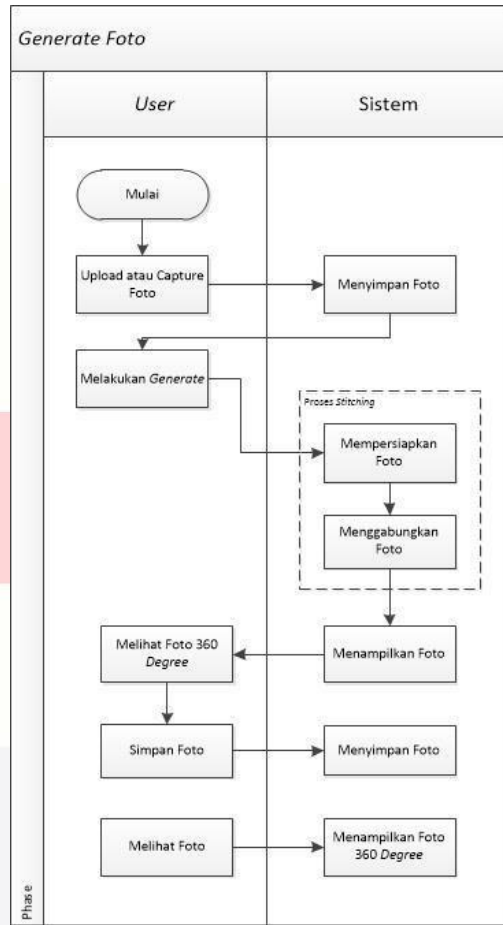 Generate Foto
User
Sistem
Mulai
Upload atau Capture
Foto
Menyimpan Foto
Melakukan Generate
Proses Stitching
Mempersiapkan
Foto
Menggabungkan
Foto
Melihat Foto 360
Degree
Menampilkan Foto
Simpan Foto
Menyimpan Foto
Melihat Foto
Menampilkan Foto
360 Degree
Phase